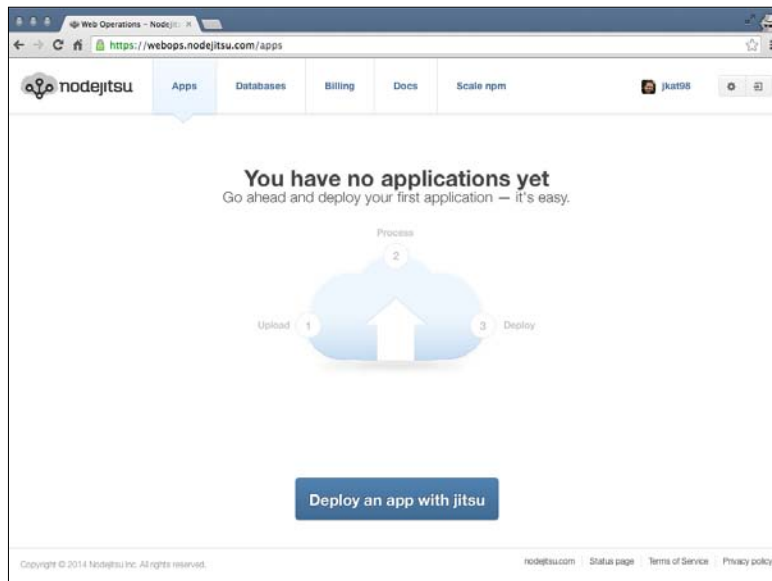 Web Operations – Nodejit
https://webops.nodejitsu.com/apps
nodejitsu
Apps
Databases
Billing
Docs
Scale npm
jkat98
You have no applications yet
Go ahead and deploy your first application — it's easy.
Process
2
Upload
1
3
Deploy
Deploy an app with jitsu
Copyright © 2014 Nodejitsu Inc. All rights reserved.
nodejitsu.com
Status page
Terms of Service
Privacy policy